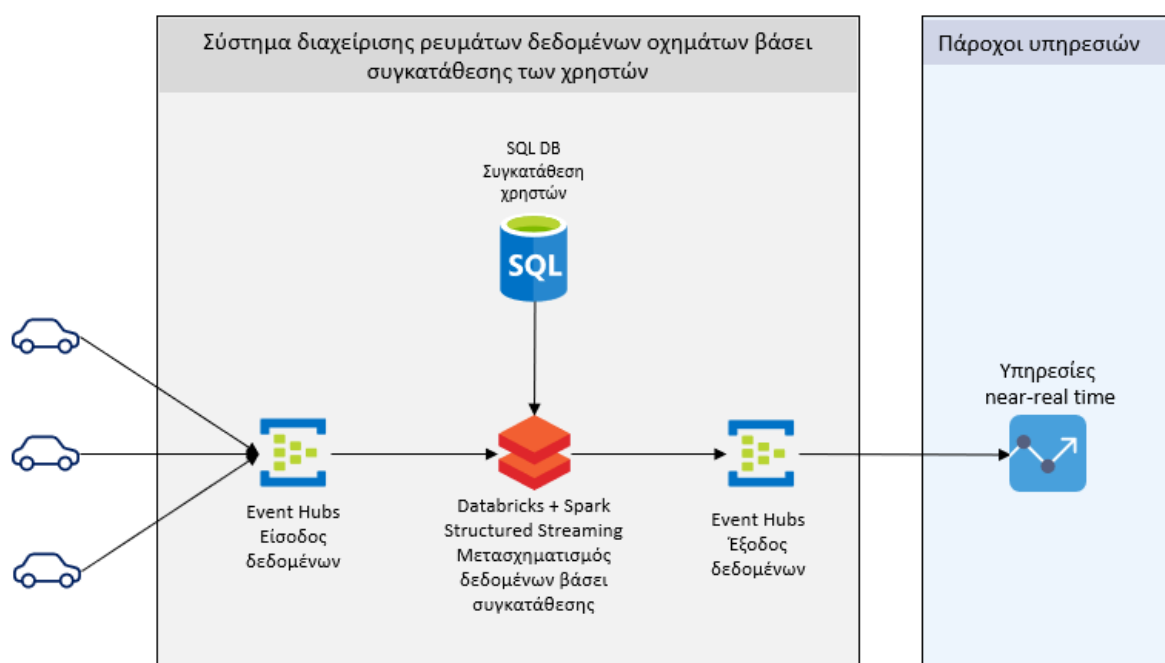 Σύστημα διαχείρισης ρευμάτων δεδομένων οχημάτων βάσει
συγκατάθεσης των χρηστών
Πάροχοι υπηρεσιών
SQL DB
Συγκατάθεση
χρηστών
SQL
Υπηρεσίες
near-real time
Event Hubs
Είσοδος
δεδομένων
Databricks + Spark
Structured Streaming
Μετασχηματισμός
δεδομένων βάσει
συγκατάθεσης
Event Hubs
Έξοδος
δεδομένων